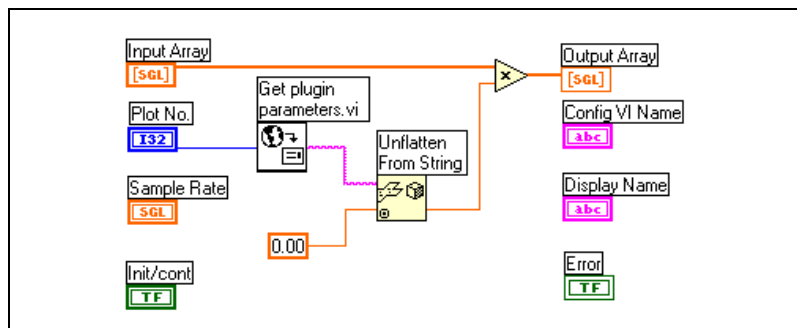 Input Array
[SGL]
Plot No.
I32
Sample Rate
SGL
Init/cont
TF
Get plugin
parameters.vi
Unflatten
From String
0.00
x
Output Array
[SGL]
Config VI Name
abc
Display Name
abc
Error
TF